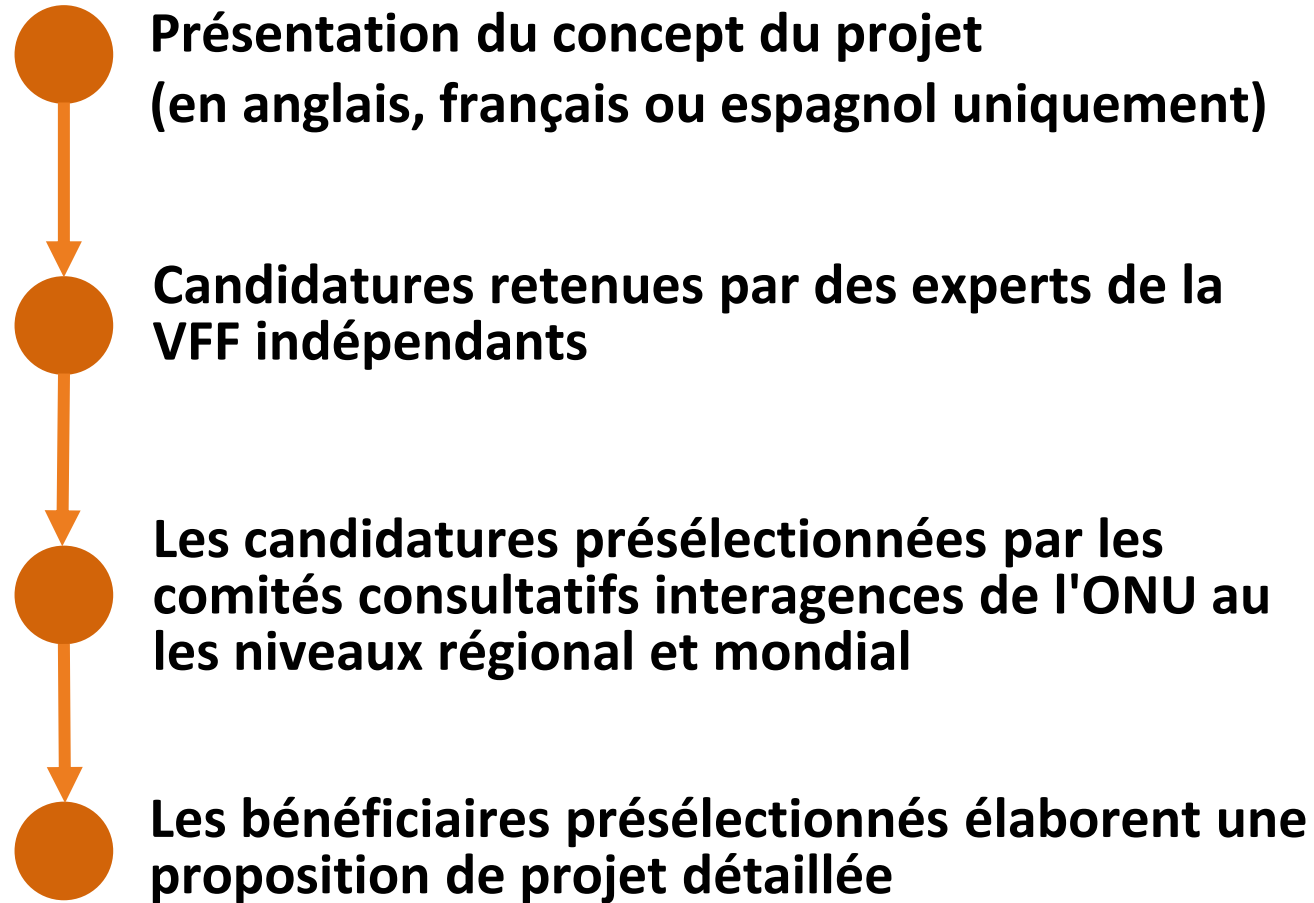 Présentation du concept du projet
(en anglais, français ou espagnol uniquement)
Candidatures retenues par des experts de la
VFF indépendants
Les candidatures présélectionnées par les
comités consultatifs interagences de l'ONU au
les niveaux régional et mondial
Les bénéficiaires présélectionnés élaborent une
proposition de projet détaillée